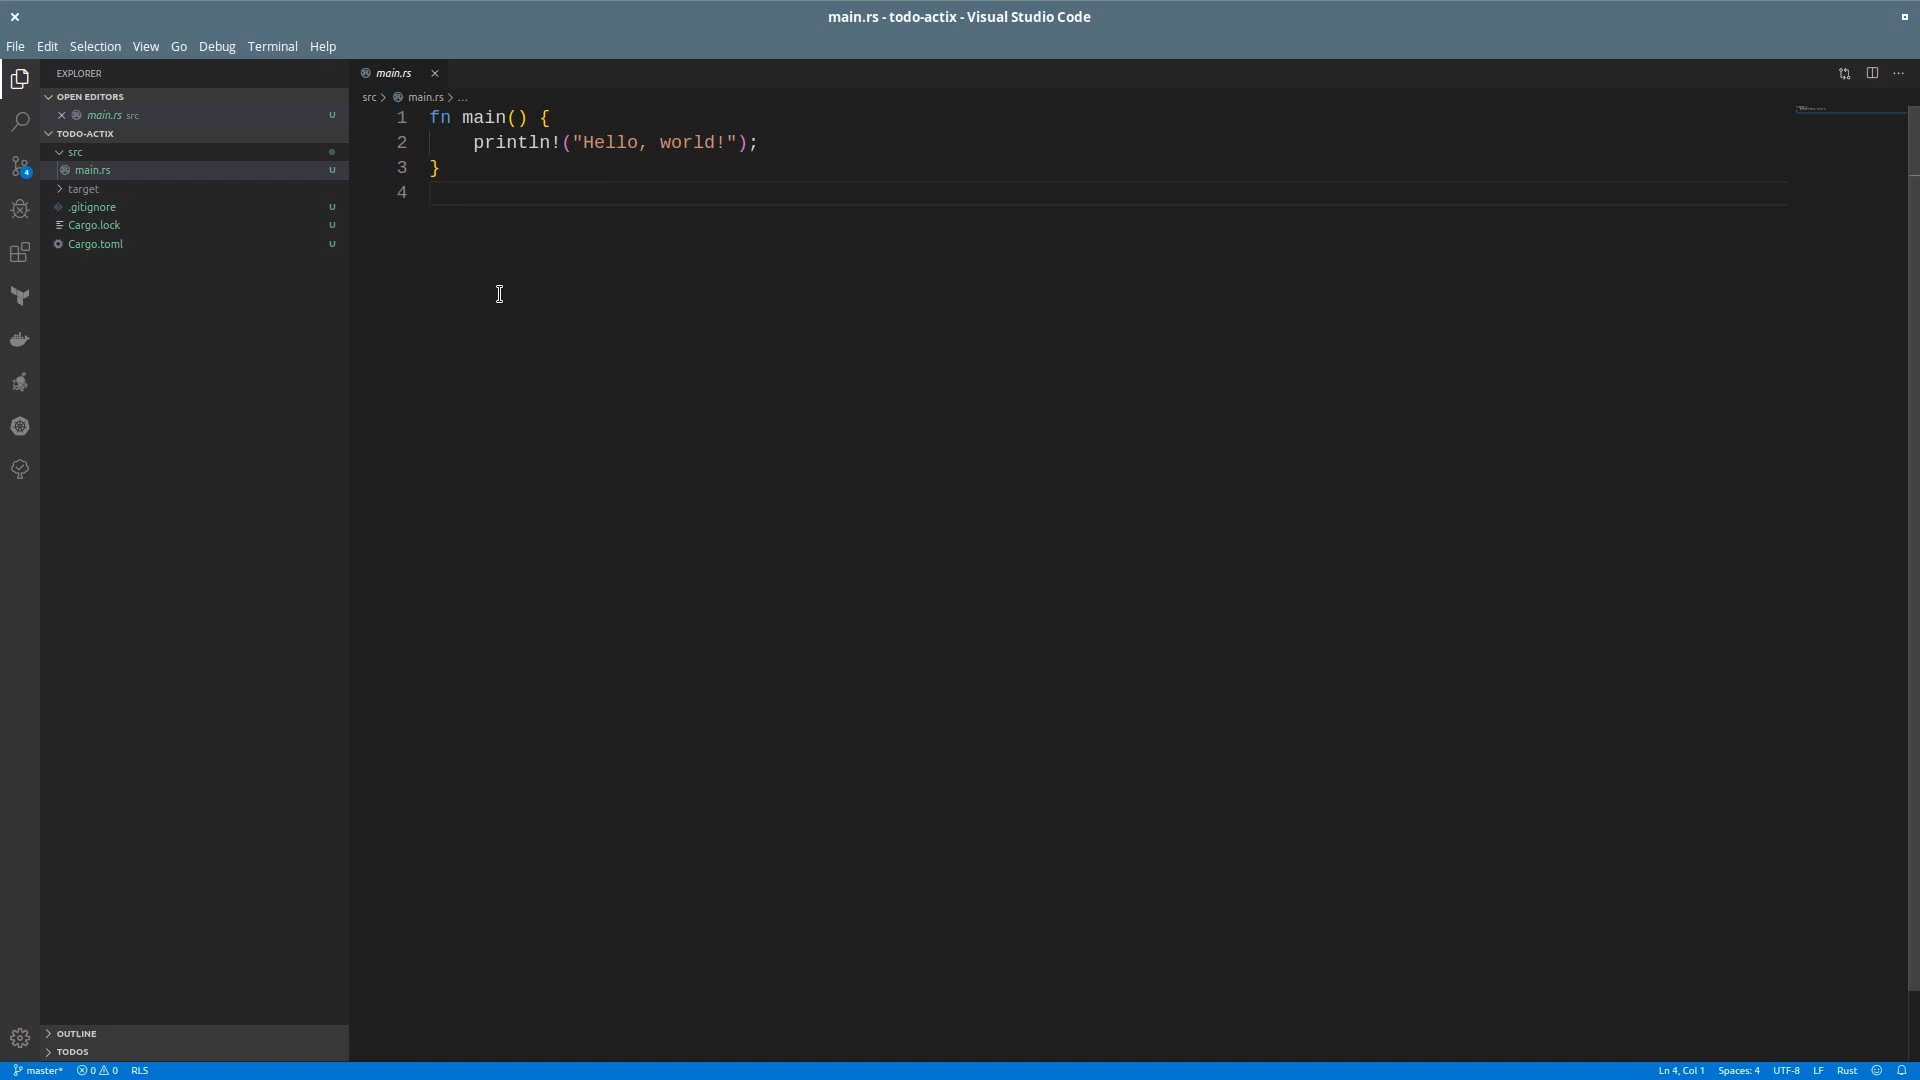 main.rs - todo-actix - Visual Studio Code
File Edit Selection View Go Debug Terminal Help
EXPLORER
OPEN EDITORS
main.rs src U
TODO-ACTIX
src
main.rs U
target
.gitignore U
Cargo.lock U
Cargo.toml U
4
OUTLINE
TODOS
main.rs
src > main.rs > ...
1 fn main() {
2     println!("Hello, world!");
3 }
4
master* 0 0 RLS
Ln 4, Col 1 Spaces: 4 UTF-8 LF Rust